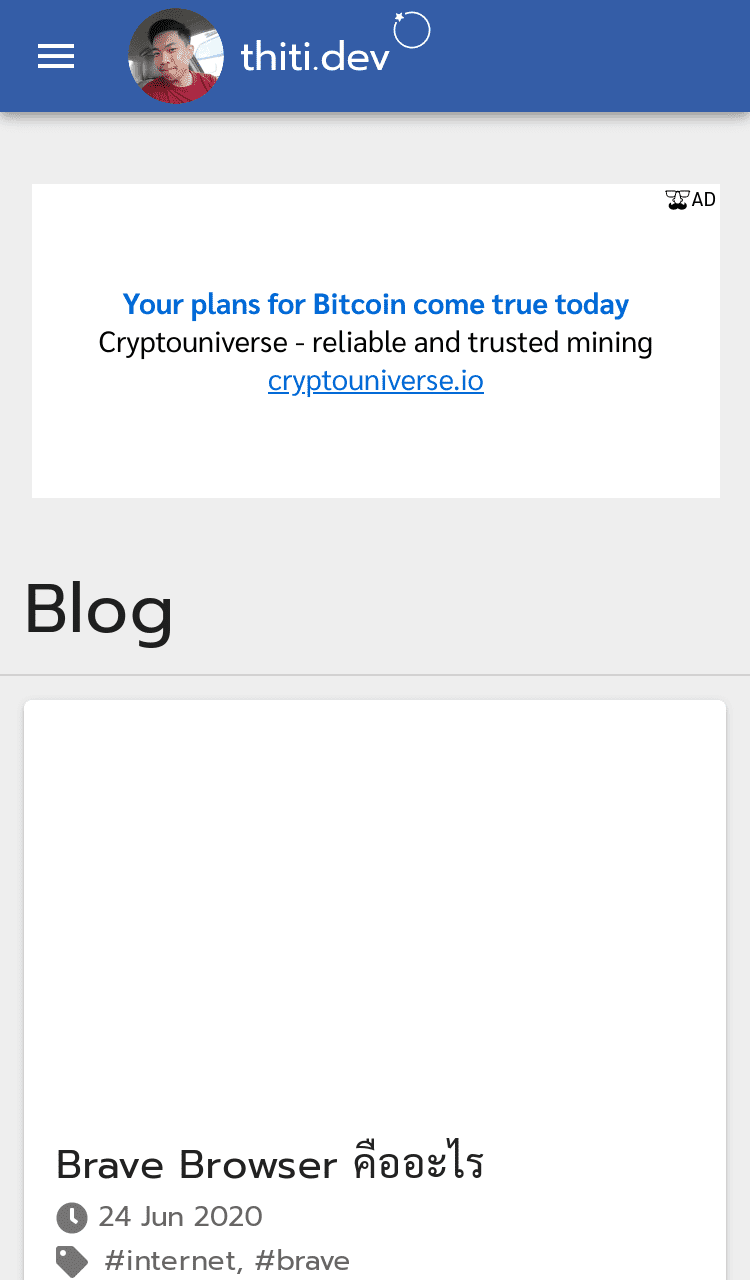 thiti.dev
AD
Your plans for Bitcoin come true today
Cryptouniverse - reliable and trusted mining
cryptouniverse.io
Blog
Brave Browser คืออะไร
24 Jun 2020
#internet, #brave